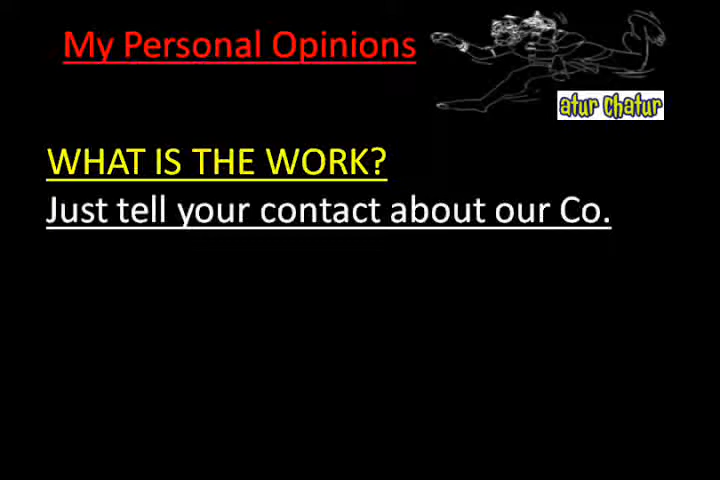 My Personal Opinions
atur Chatur
WHAT IS THE WORK?
Just tell your contact about our Co.